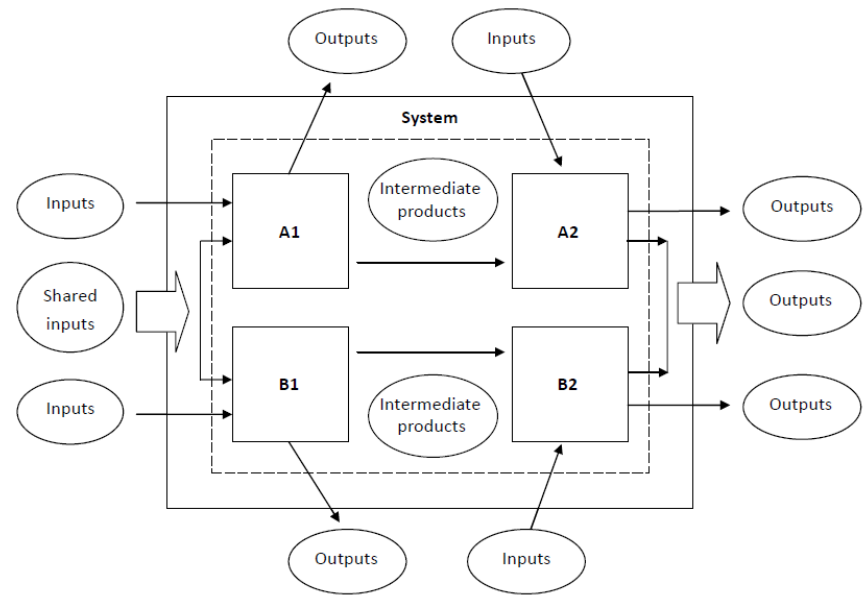 Outputs
Inputs
System
Intermediate
products
Inputs
A1
A2
Outputs
Shared
inputs
Outputs
B1
B2
Inputs
Intermediate
products
Outputs
Outputs
Inputs